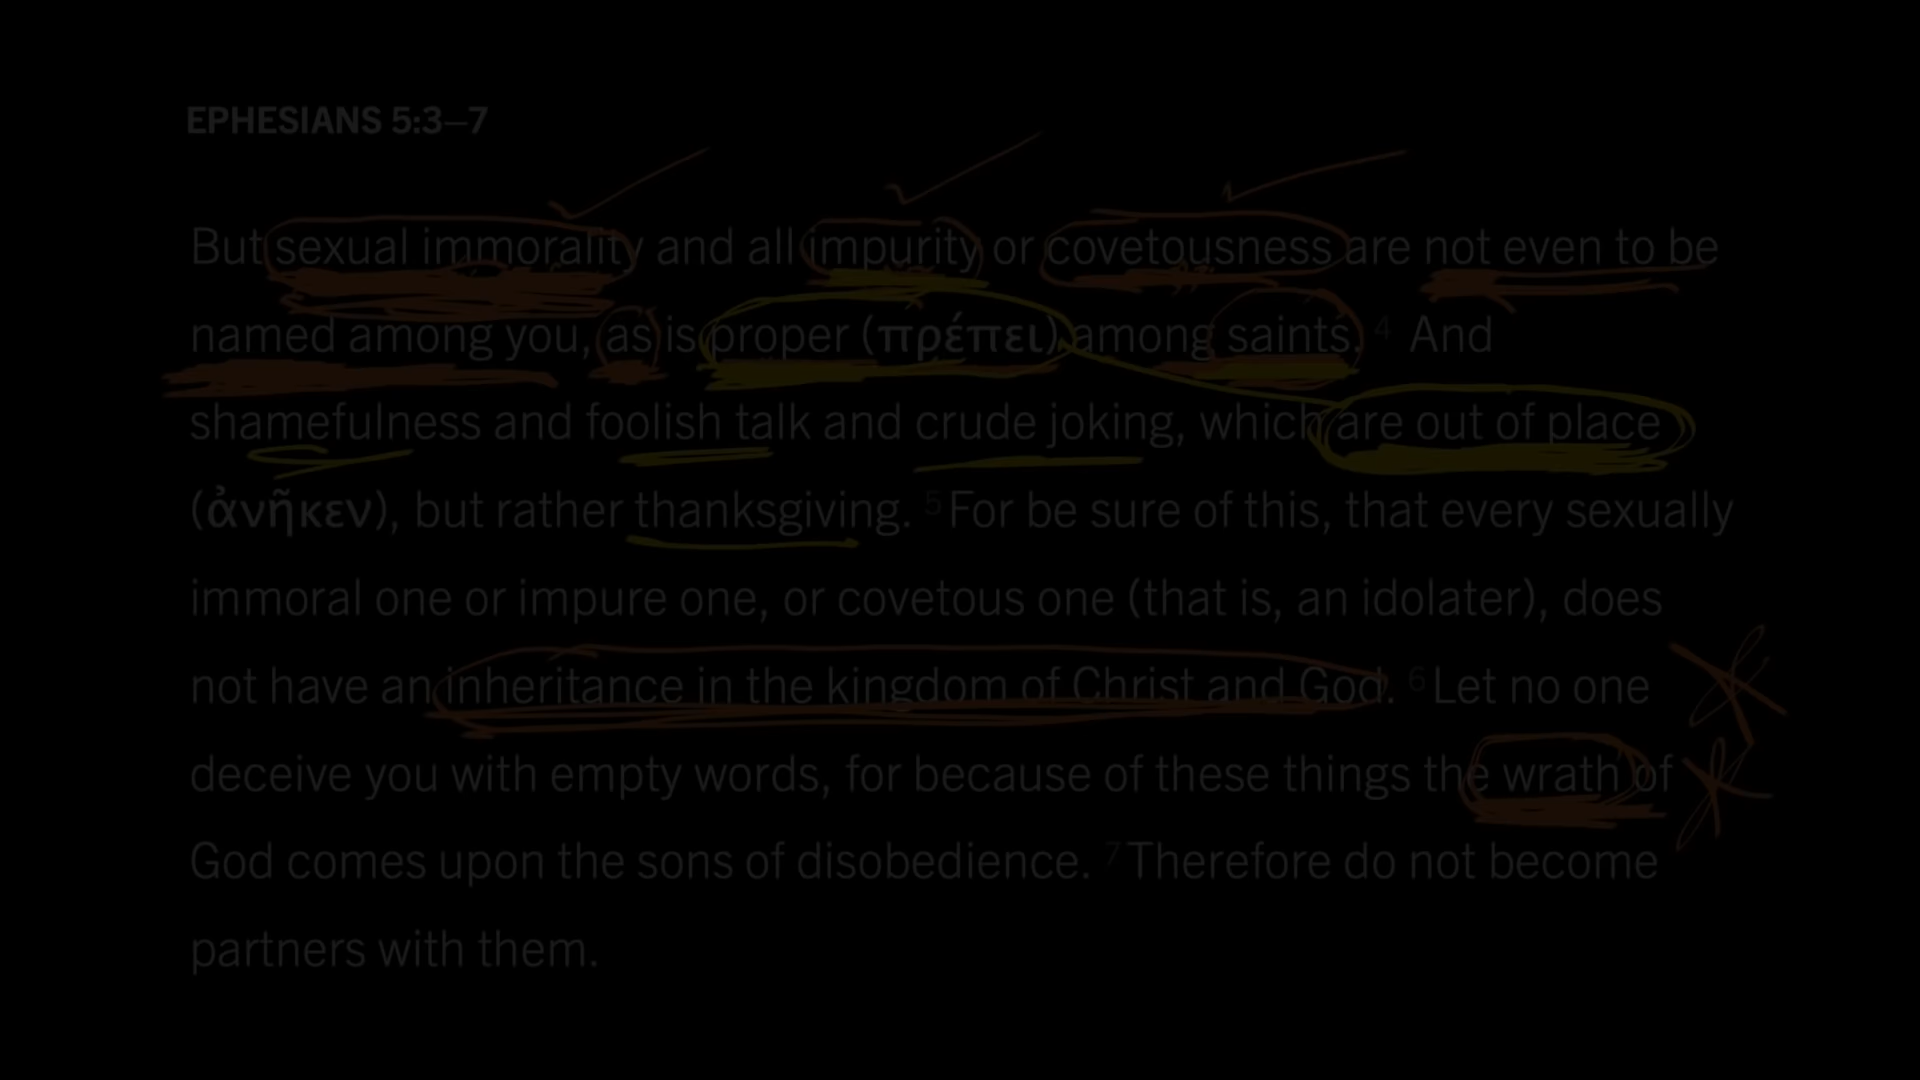 EPHESIANS 5:3–7
But sexual immorality and all impurity or covetousness are not even to be
named among you, as is proper (πρέπει) among saints. 4 And
shamefulness and foolish talk and crude joking, which are out of place
(ἀνῆκεν), but rather thanksgiving. 5 For be sure of this, that every sexually
immoral one or impure one, or covetous one (that is, an idolater), does
not have an inheritance in the kingdom of Christ and God. 6 Let no one
deceive you with empty words, for because of these things the wrath of
God comes upon the sons of disobedience. 7 Therefore do not become
partners with them.